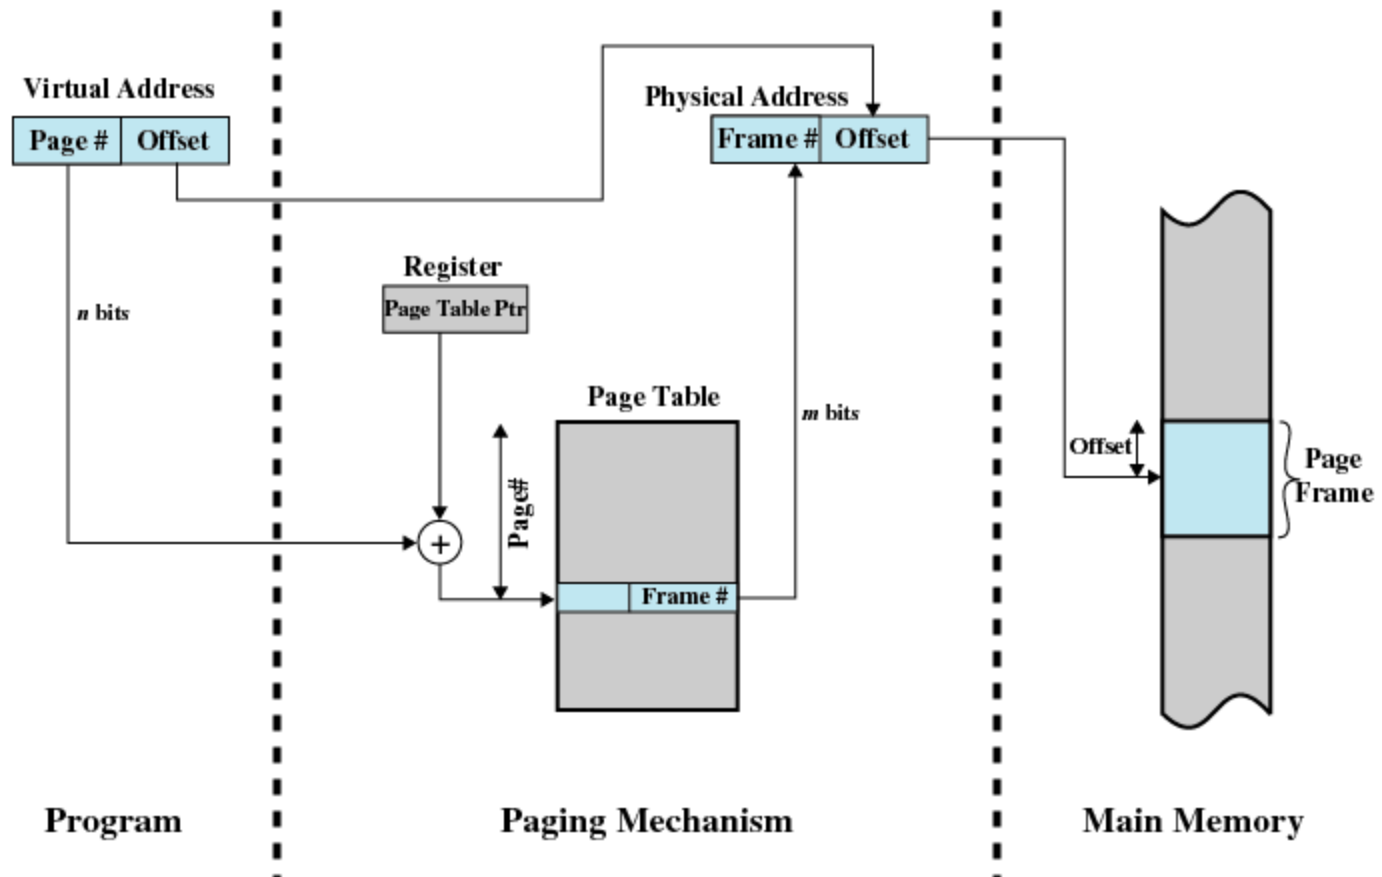 Virtual Address
Page #
Offset
Physical Address
Frame #
Offset
n bits
Register
Page Table Ptr
Page Table
Page#
+
Frame #
m bits
Offset
Page
Frame
Program
Paging Mechanism
Main Memory